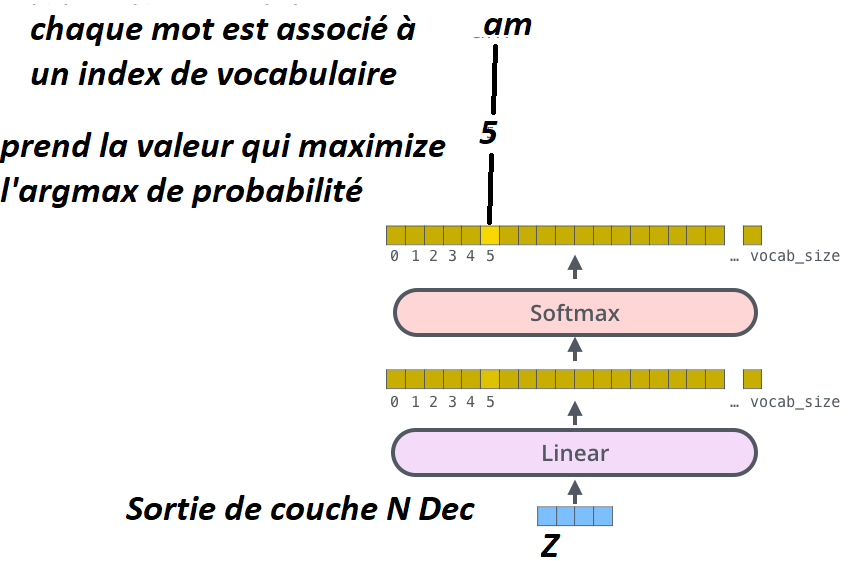 chaque mot est associé à
un index de vocabulaire
am
prend la valeur qui maximize
l'argmax de probabilité
5
0 1 2 3 4 5 … vocab_size
Softmax
0 1 2 3 4 5 … vocab_size
Linear
Sortie de couche N Dec
Z